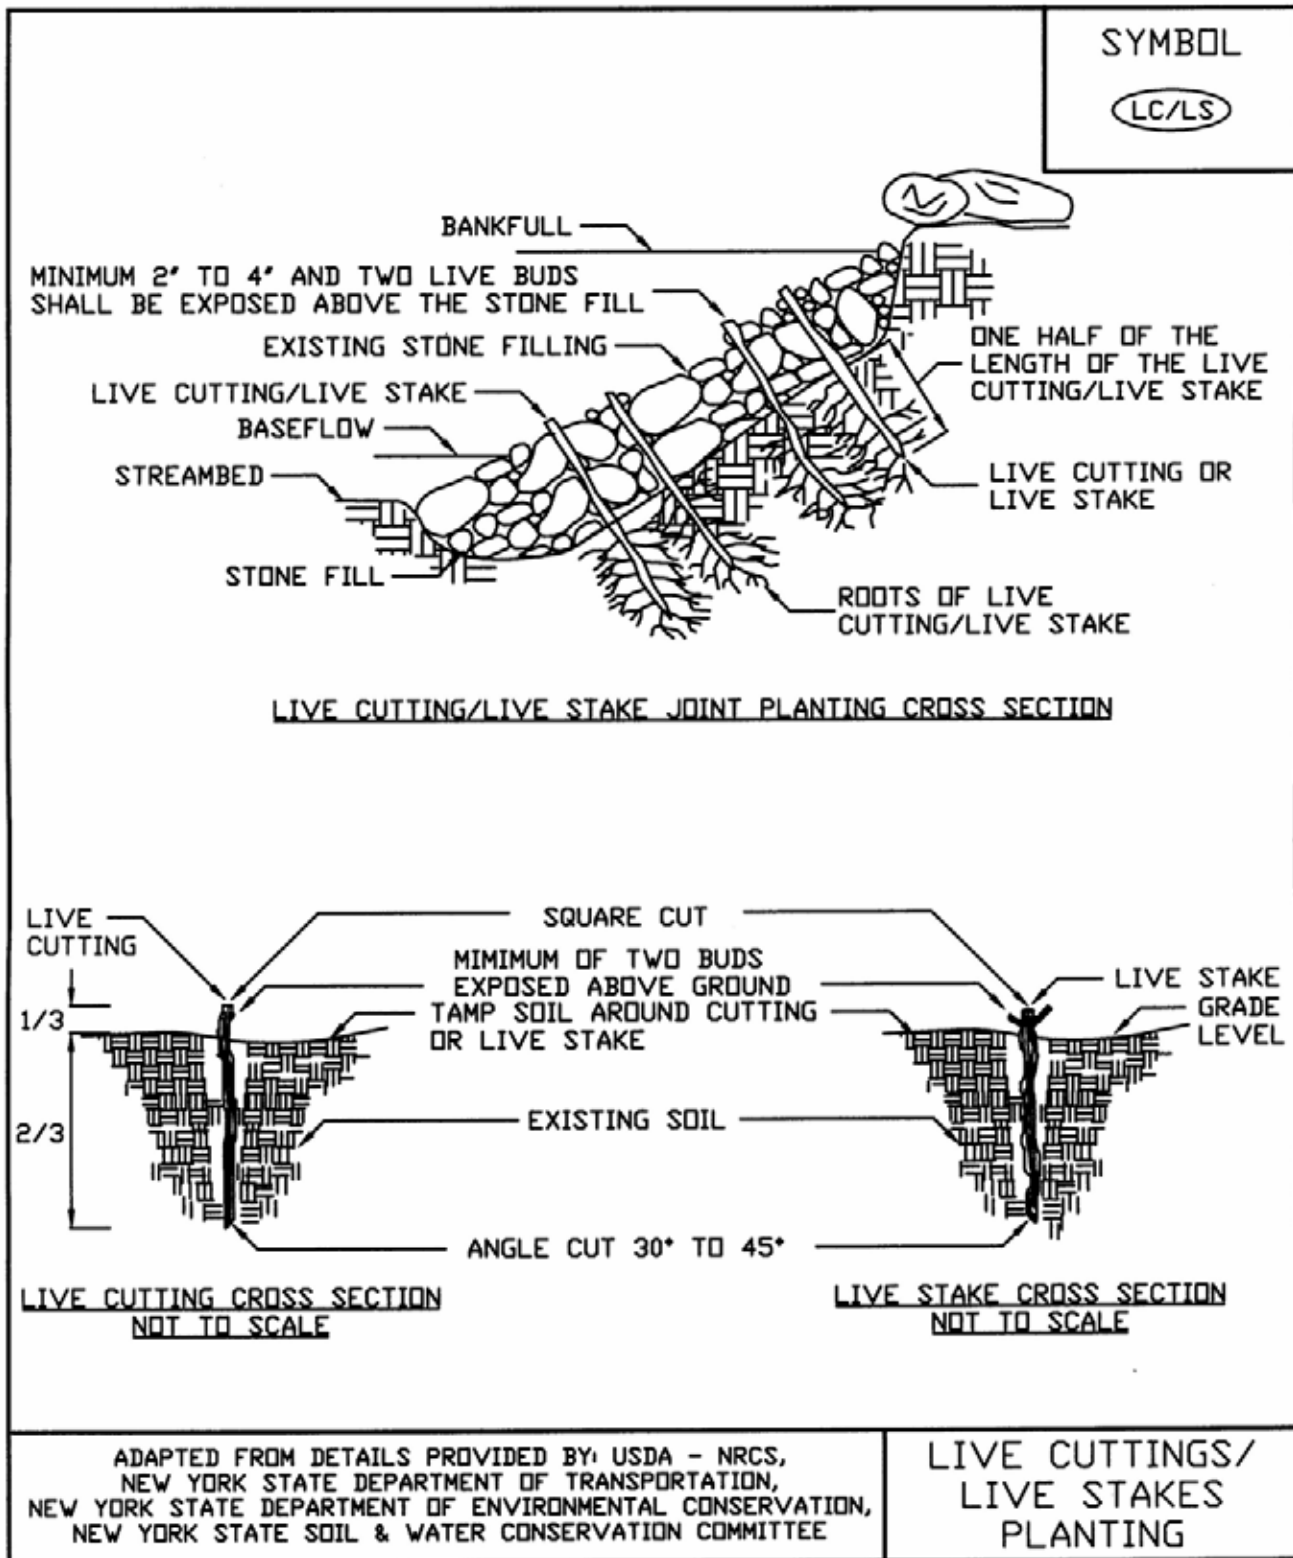 SYMBOL
LC/LS
BANKFULL
MINIMUM 2" TO 4" AND TWO LIVE BUDS
SHALL BE EXPOSED ABOVE THE STONE FILL
EXISTING STONE FILLING
LIVE CUTTING/LIVE STAKE
BASEFLOW
STREAMBED
STONE FILL
ONE HALF OF THE
LENGTH OF THE LIVE
CUTTING/LIVE STAKE
LIVE CUTTING OR
LIVE STAKE
ROOTS OF LIVE
CUTTING/LIVE STAKE
LIVE CUTTING/LIVE STAKE JOINT PLANTING CROSS SECTION
LIVE
CUTTING
1/3
2/3
SQUARE CUT
MIMIMUM OF TWO BUDS
EXPOSED ABOVE GROUND
TAMP SOIL AROUND CUTTING
OR LIVE STAKE
EXISTING SOIL
ANGLE CUT 30° TO 45°
LIVE STAKE
GRADE
LEVEL
LIVE CUTTING CROSS SECTION
NOT TO SCALE
LIVE STAKE CROSS SECTION
NOT TO SCALE
ADAPTED FROM DETAILS PROVIDED BY: USDA - NRCS,
NEW YORK STATE DEPARTMENT OF TRANSPORTATION,
NEW YORK STATE DEPARTMENT OF ENVIRONMENTAL CONSERVATION,
NEW YORK STATE SOIL & WATER CONSERVATION COMMITTEE
LIVE CUTTINGS/
LIVE STAKES
PLANTING